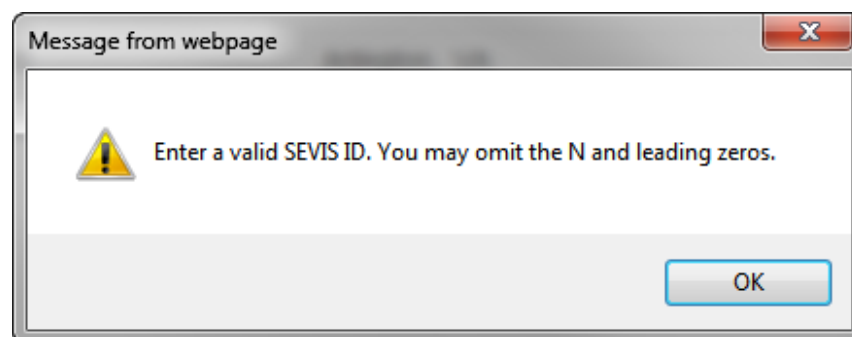 Message from webpage
Enter a valid SEVIS ID. You may omit the N and leading zeros.
OK